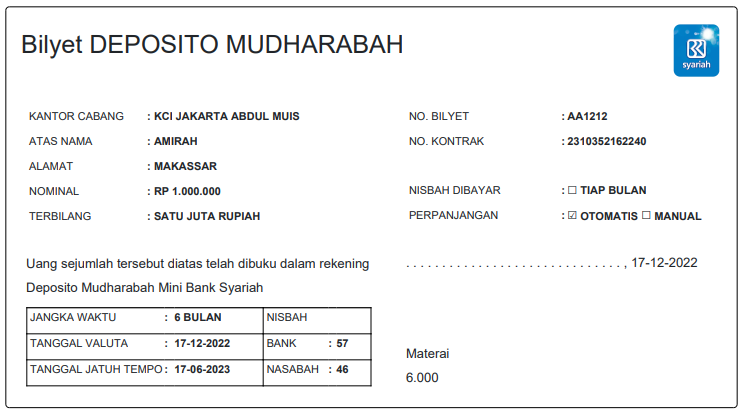 Bilyet DEPOSITO MUDHARABAH
syariah
KANTOR CABANG : KCI JAKARTA ABDUL MUIS
NO. BILYET : AA1212
ATAS NAMA : AMIRAH
NO. KONTRAK : 2310352162240
ALAMAT : MAKASSAR
NOMINAL : RP 1.000.000
NISBAH DIBAYAR : ☐ TIAP BULAN
TERBILANG : SATU JUTA RUPIAH
PERPANJANGAN : ☑ OTOMATIS ☐ MANUAL
Uang sejumlah tersebut diatas telah dibuku dalam rekening
Deposito Mudharabah Mini Bank Syariah
. . . . . . . . . . . . . . . . . . . . . . . . . . . . . . , 17-12-2022
JANGKA WAKTU : 6 BULAN NISBAH
TANGGAL VALUTA : 17-12-2022 BANK : 57
TANGGAL JATUH TEMPO : 17-06-2023 NASABAH : 46
Materai
6.000